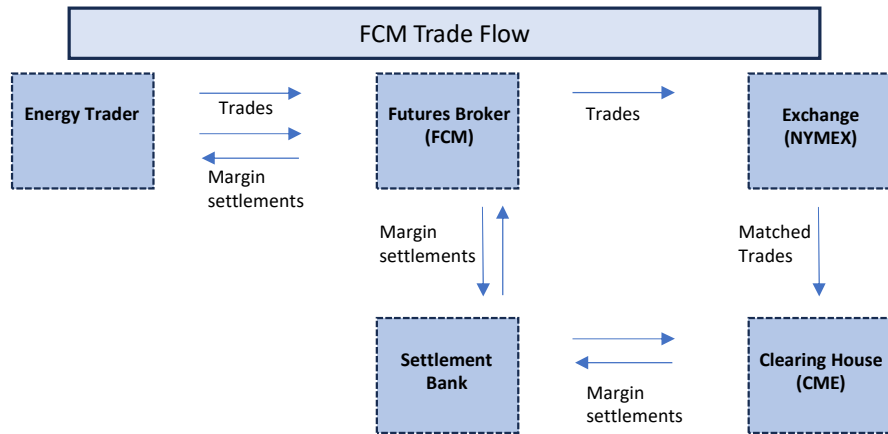 FCM Trade Flow
Energy Trader
Trades
Margin
settlements
Futures Broker
(FCM)
Trades
Exchange
(NYMEX)
Margin
settlements
Matched
Trades
Settlement
Bank
Margin
settlements
Clearing House
(CME)